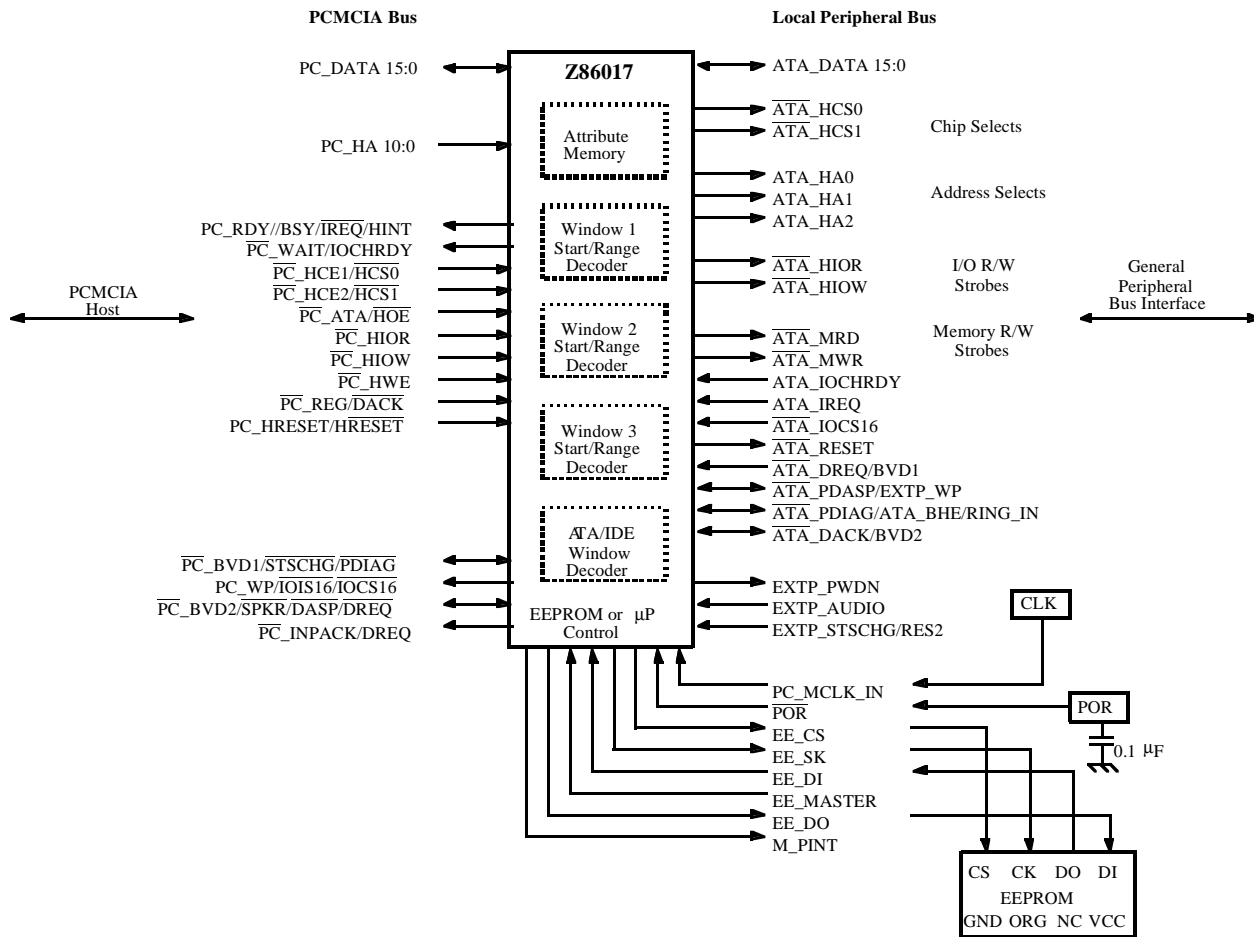 PCMCIA Bus
Local Peripheral Bus
Z86017
PC_DATA 15:0
ATA_DATA 15:0
Attribute
Memory
PC_HA 10:0
ATA_HCS0
ATA_HCS1
Chip Selects
ATA_HA0
ATA_HA1
ATA_HA2
Address Selects
PC_RDY//BSY/IREQ/HINT
PC_WAIT/IOCHRDY
PC_HCE1/HCS0
PC_HCE2/HCS1
PC_ATA/HOE
PC_HIOR
PC_HIOW
PC_HWE
PC_REG/DACK
PC_HRESET/HRESET
PCMCIA
Host
Window 1
Start/Range
Decoder
Window 2
Start/Range
Decoder
Window 3
Start/Range
Decoder
ATA/IDE
Window
Decoder
EEPROM or µP
Control
ATA_HIOR
ATA_HIOW
I/O R/W
Strobes
ATA_MRD
ATA_MWR
Memory R/W
Strobes
General
Peripheral
Bus Interface
ATA_IOCHRDY
ATA_IREQ
ATA_IOCS16
ATA_RESET
ATA_DREQ/BVD1
ATA_PDASP/EXTP_WP
ATA_PDIAG/ATA_BHE/RING_IN
ATA_DACK/BVD2
PC_BVD1/STSCHG/PDIAG
PC_WP/IOIS16/IOCS16
PC_BVD2/SPKR/DASP/DREQ
PC_INPACK/DREQ
EXTP_PWDN
EXTP_AUDIO
EXTP_STSCHG/RES2
CLK
PC_MCLK_IN
POR
POR
0.1 µF
EE_CS
EE_SK
EE_DI
EE_MASTER
EE_DO
M_PINT
CS CK DO DI
EEPROM
GND ORG NC VCC